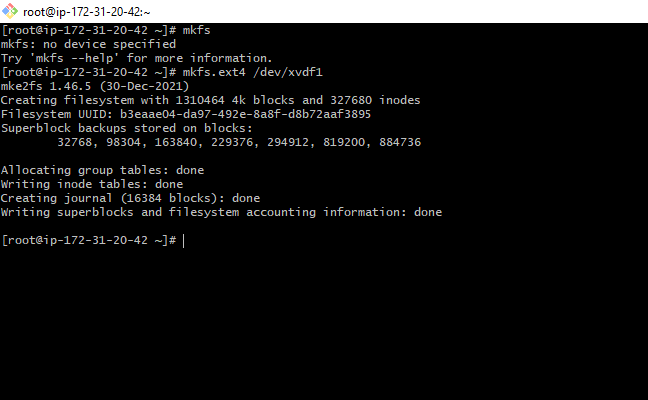 root@ip-172-31-20-42:~
[root@ip-172-31-20-42 ~]# mkfs
mkfs: no device specified
Try 'mkfs --help' for more information.
[root@ip-172-31-20-42 ~]# mkfs.ext4 /dev/xvdf1
mke2fs 1.46.5 (30-Dec-2021)
Creating filesystem with 1310464 4k blocks and 327680 inodes
Filesystem UUID: b3eaae04-da97-492e-8a8f-d8b72aaf3895
Superblock backups stored on blocks:
        32768, 98304, 163840, 229376, 294912, 819200, 884736

Allocating group tables: done
Writing inode tables: done
Creating journal (16384 blocks): done
Writing superblocks and filesystem accounting information: done

[root@ip-172-31-20-42 ~]#